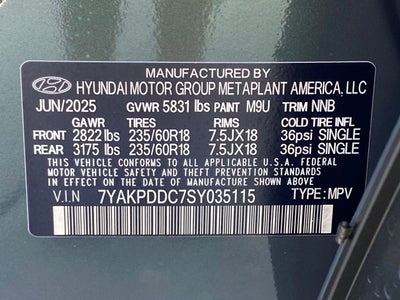 HYUNDAI MOTOR GROUP METAPLANT AMERICA, LLC
JUN/2025 GVWR 5831 lbs PAINT M9U TRIM NNB
GAWR TIRES RIMS COLD TIRE INFL
FRONT 2822 lbs 235/60R18 7.5JX18 36psi SINGLE
REAR 3175 lbs 235/60R18 7.5JX18 36psi SINGLE
THIS VEHICLE CONFORMS TO ALL APPLICABLE U.S.A. FEDERAL
MOTOR VEHICLE SAFETY AND THEFT PREVENTION STANDARDS IN
EFFECT ON THE DATE OF MANUFACTURE SHOWN ABOVE.
V.I.N 7YAKPDDC7SY035115 TYPE: MPV